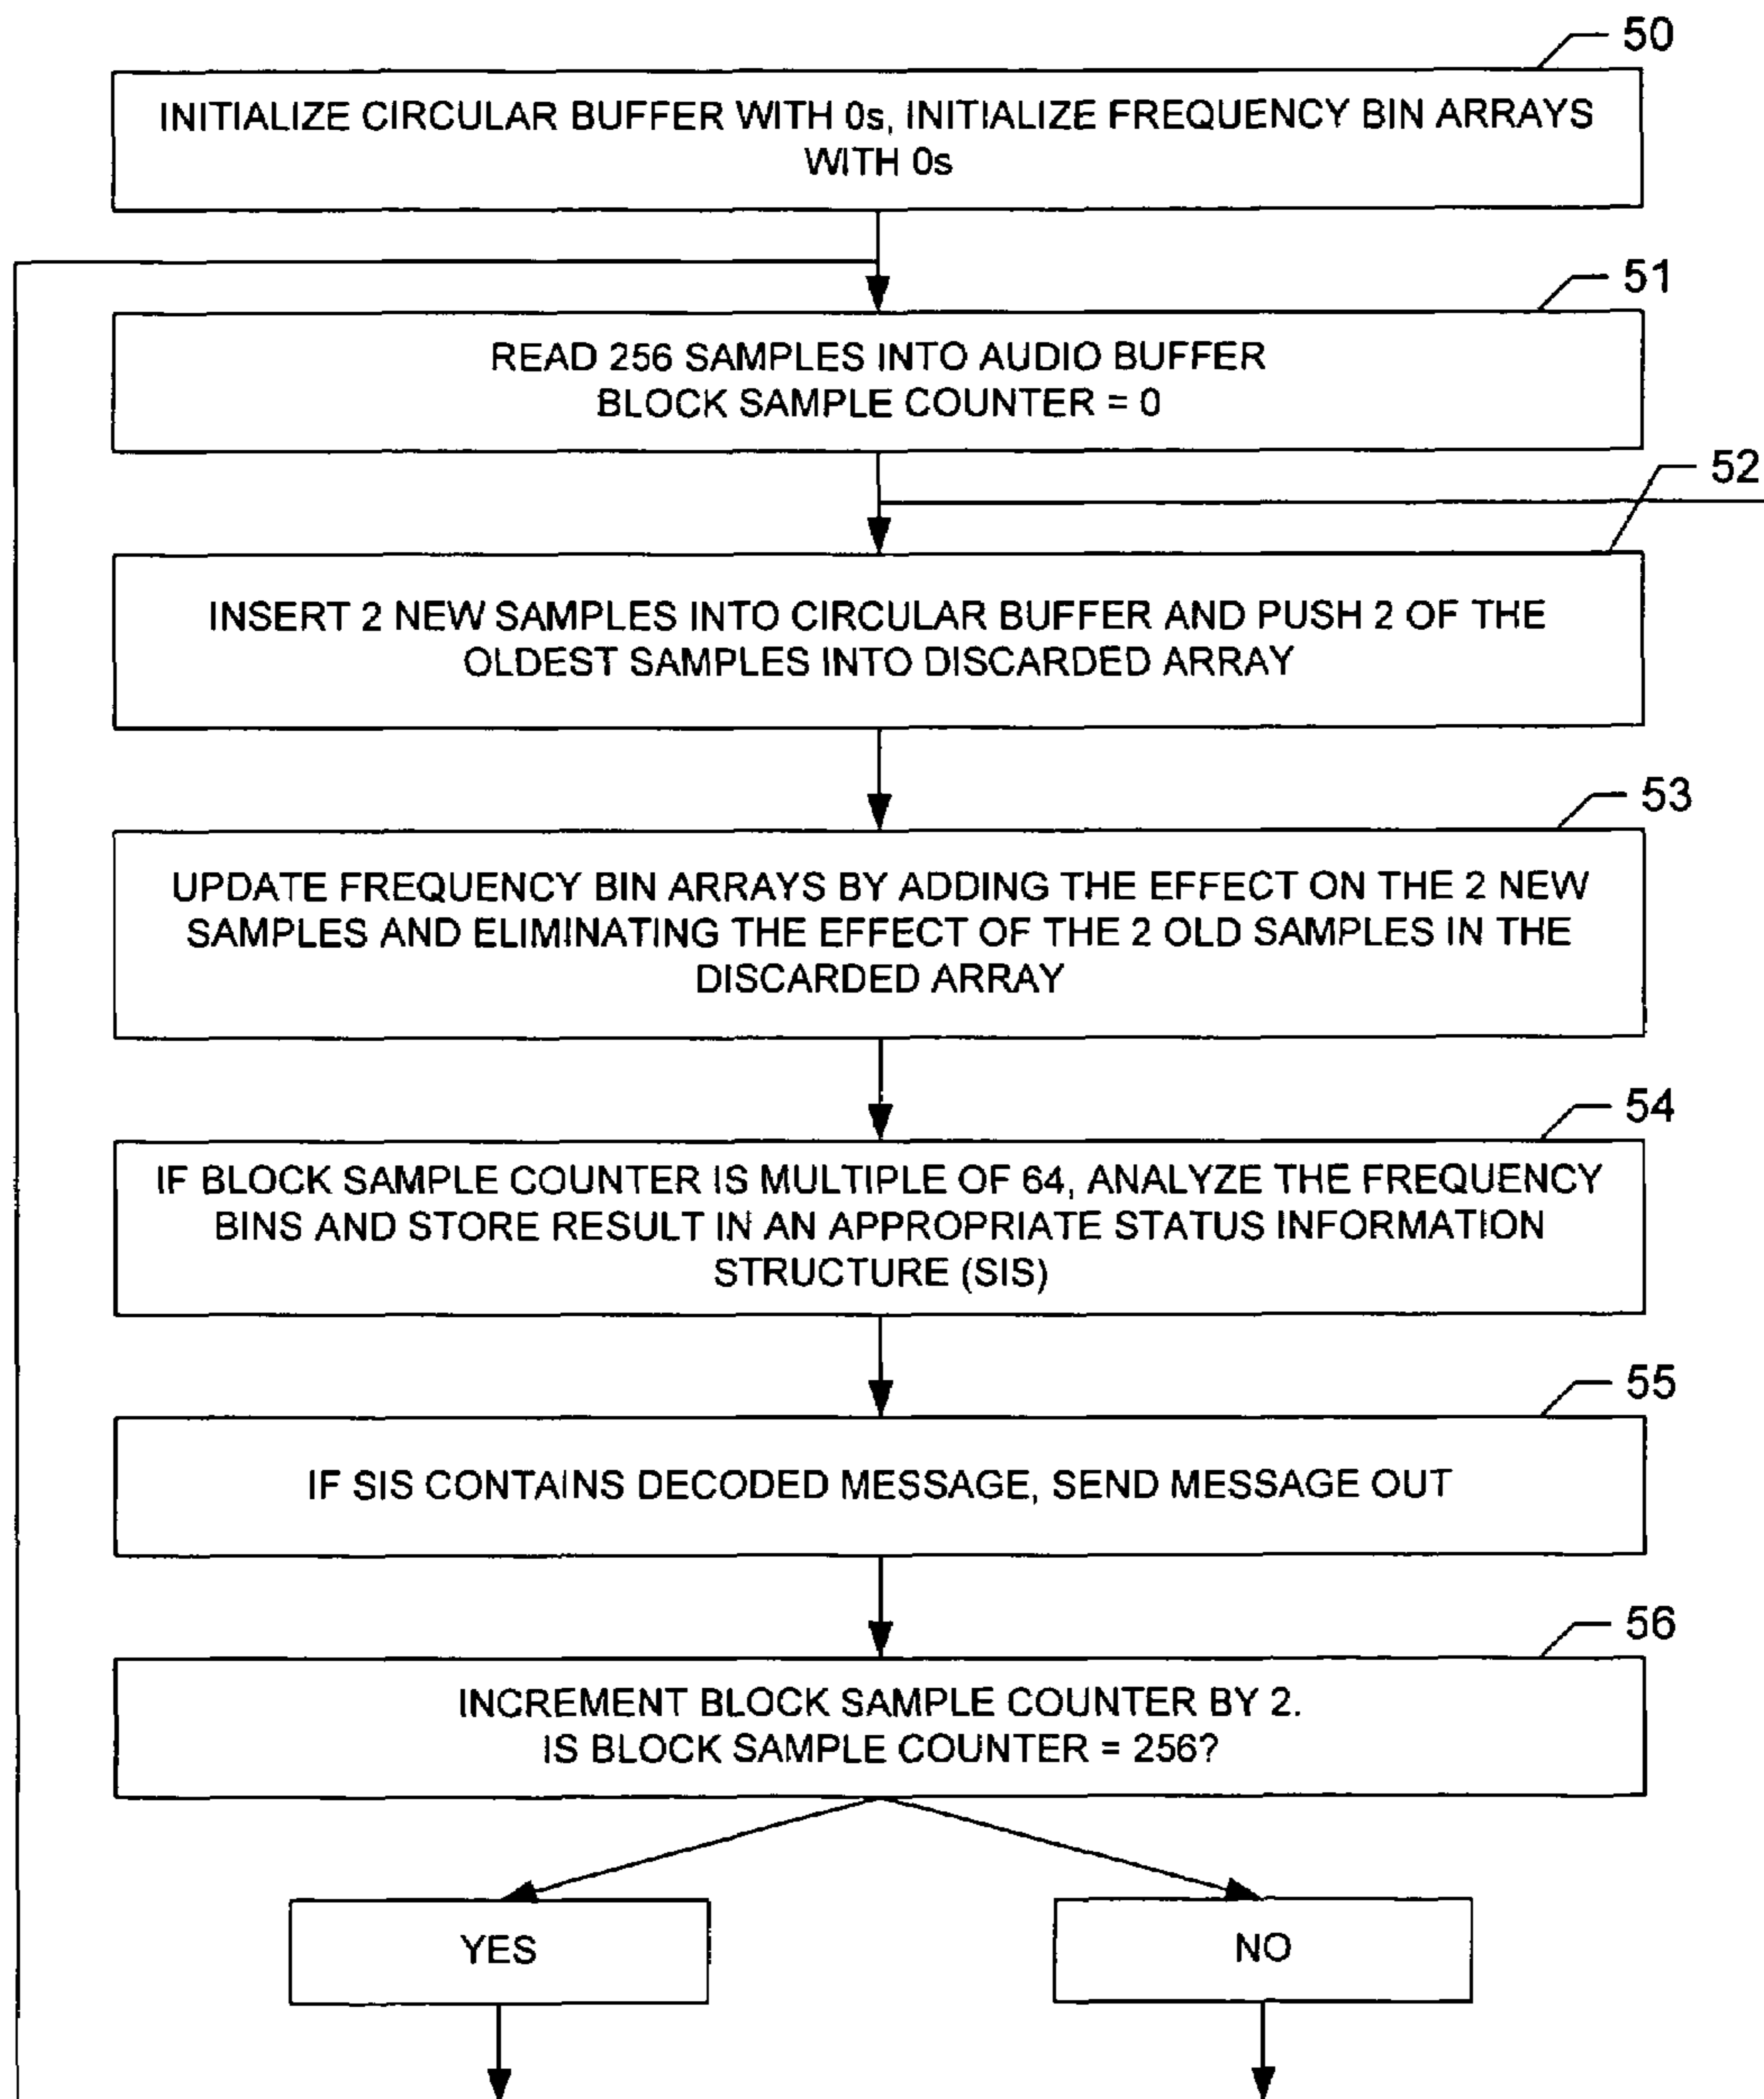 50
INITIALIZE CIRCULAR BUFFER WITH 0s, INITIALIZE FREQUENCY BIN ARRAYS
WITH 0s
51
READ 256 SAMPLES INTO AUDIO BUFFER
BLOCK SAMPLE COUNTER = 0
52
INSERT 2 NEW SAMPLES INTO CIRCULAR BUFFER AND PUSH 2 OF THE
OLDEST SAMPLES INTO DISCARDED ARRAY
53
UPDATE FREQUENCY BIN ARRAYS BY ADDING THE EFFECT ON THE 2 NEW
SAMPLES AND ELIMINATING THE EFFECT OF THE 2 OLD SAMPLES IN THE
DISCARDED ARRAY
54
IF BLOCK SAMPLE COUNTER IS MULTIPLE OF 64, ANALYZE THE FREQUENCY
BINS AND STORE RESULT IN AN APPROPRIATE STATUS INFORMATION
STRUCTURE (SIS)
55
IF SIS CONTAINS DECODED MESSAGE, SEND MESSAGE OUT
56
INCREMENT BLOCK SAMPLE COUNTER BY 2.
IS BLOCK SAMPLE COUNTER = 256?
YES
NO